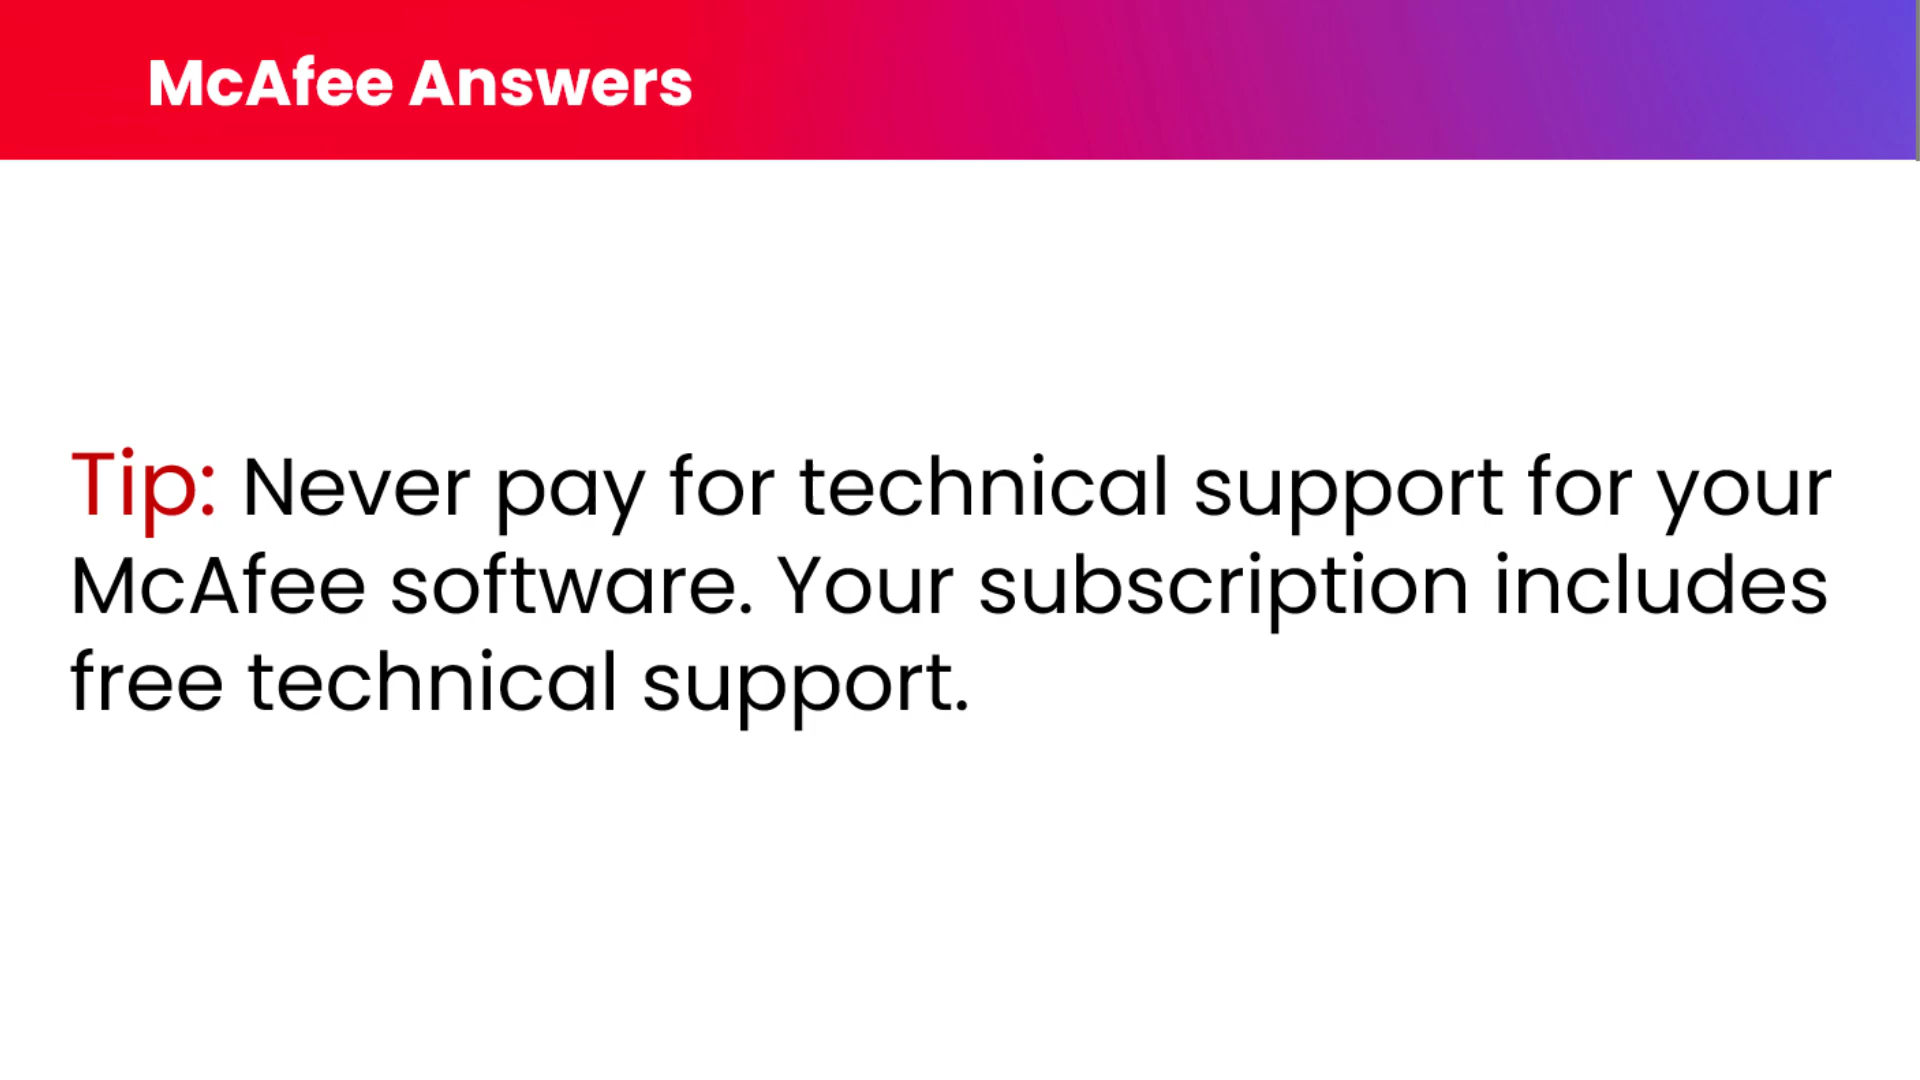 McAfee Answers
Tip: Never pay for technical support for your
McAfee software. Your subscription includes
free technical support.